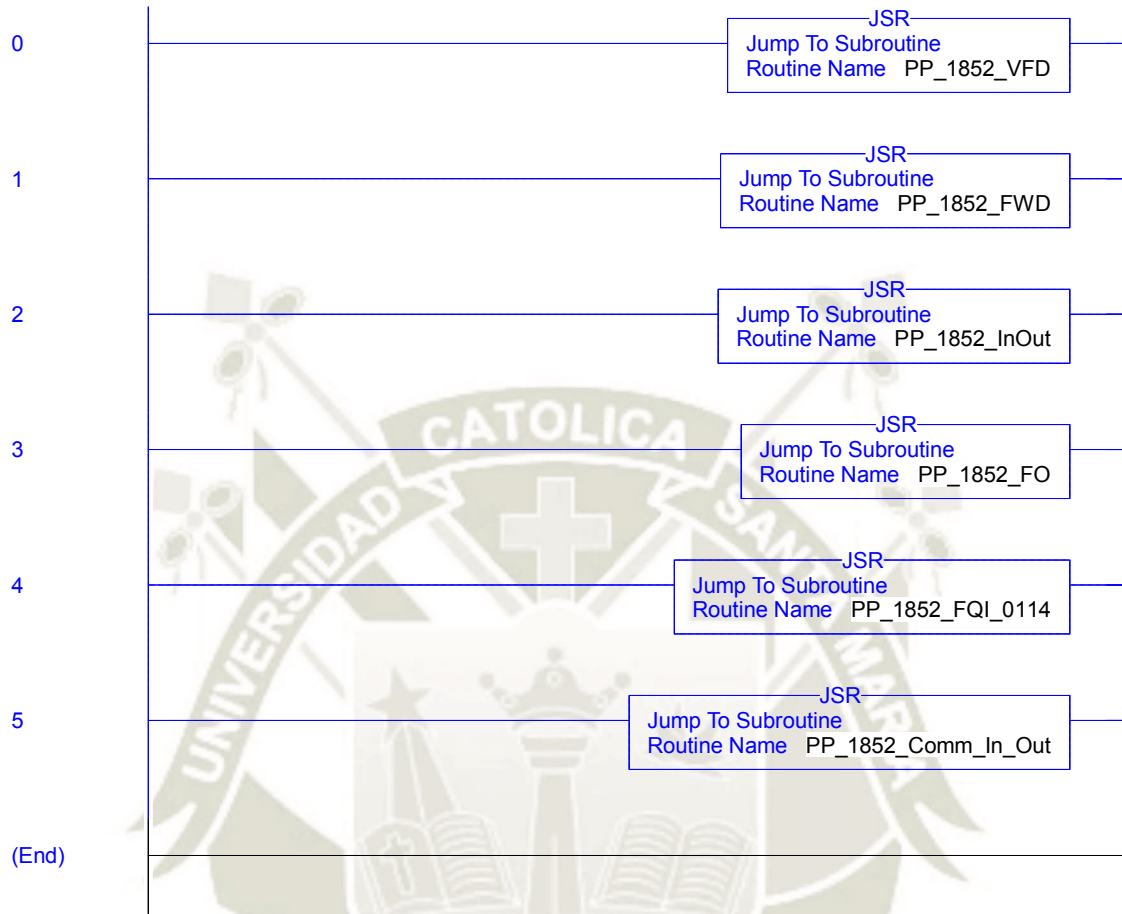 JSR
0
Jump To Subroutine
Routine Name PP_1852_VFD
JSR
1
Jump To Subroutine
Routine Name PP_1852_FWD
JSR
2
Jump To Subroutine
Routine Name PP_1852_InOut
JSR
3
Jump To Subroutine
Routine Name PP_1852_FO
JSR
4
Jump To Subroutine
Routine Name PP_1852_FQI_0114
JSR
5
Jump To Subroutine
Routine Name PP_1852_Comm_In_Out
(End)
UNIVERSIDAD CATOLICA SANTA MARIA